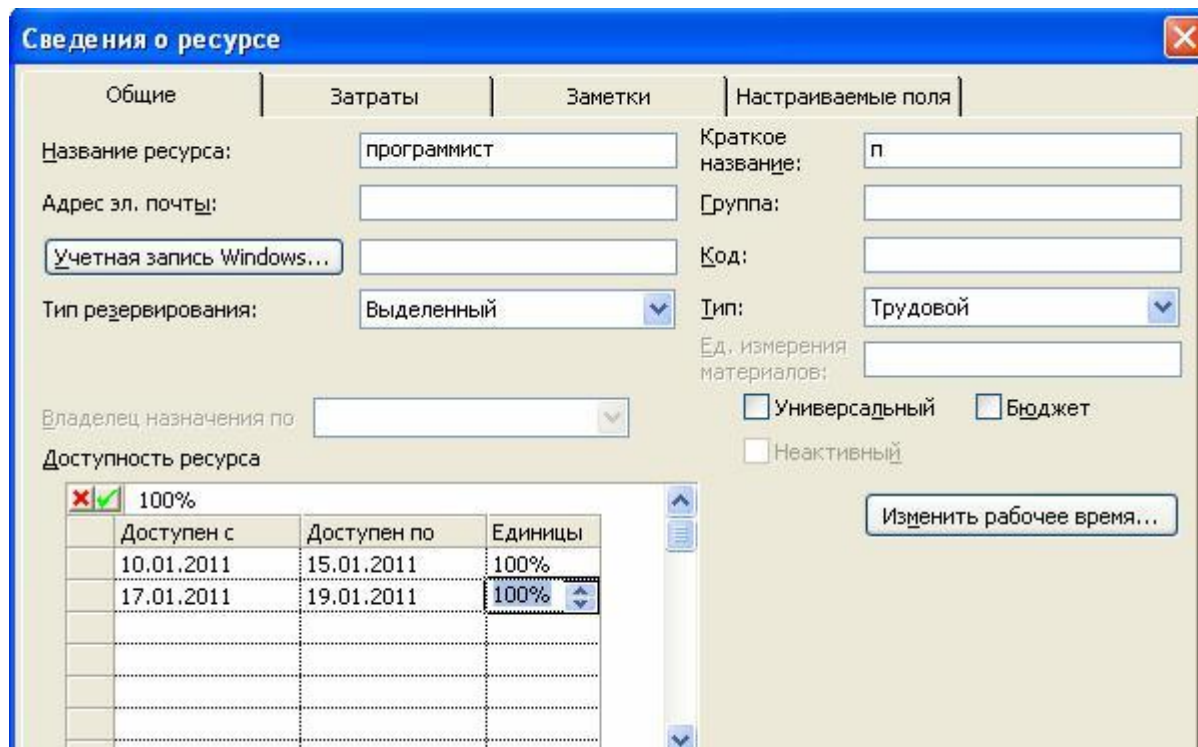 Сведения о ресурсе
Общие Затраты Заметки Настраиваемые поля
Название ресурса: программист Краткое название: п
Адрес эл. почты: Группа:
Учетная запись Windows... Код:
Тип резервирования: Выделенный Тип: Трудовой
Ед. измерения материалов:
Владелец назначения по Универсальный Бюджет
Доступность ресурса Неактивный
100%
Изменить рабочее время...
Доступен с Доступен по Единицы
10.01.2011 15.01.2011 100%
17.01.2011 19.01.2011 100%